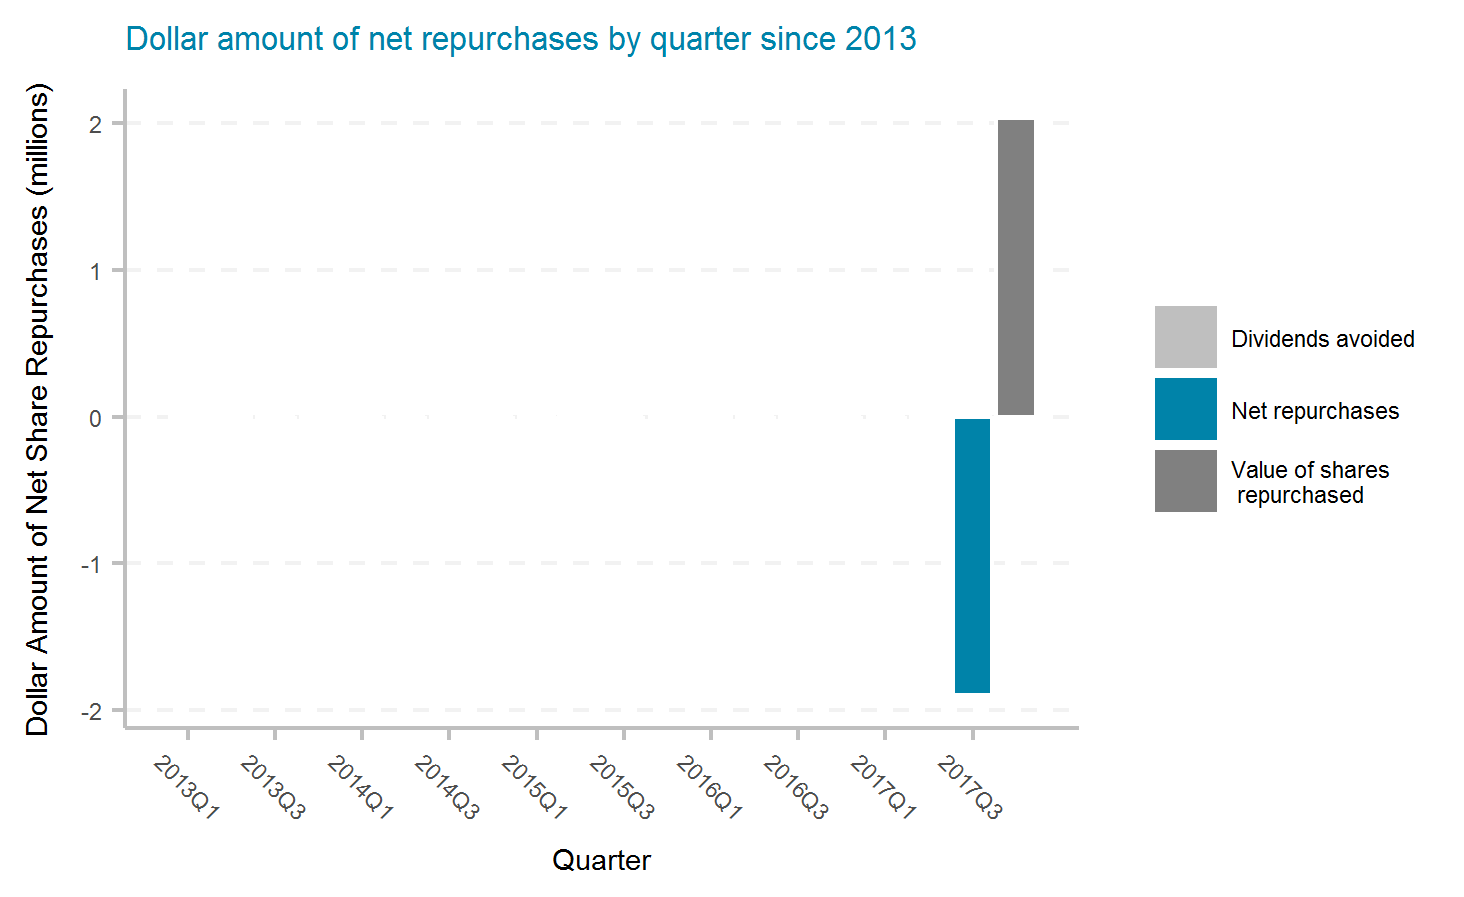 Dollar amount of net repurchases by quarter since 2013
Dollar Amount of Net Share Repurchases (millions)
2
1
0
-1
-2
2013Q1
2013Q3
2014Q1
2014Q3
2015Q1
2015Q3
2016Q1
2016Q3
2017Q1
2017Q3
Quarter
Dividends avoided
Net repurchases
Value of shares
repurchased